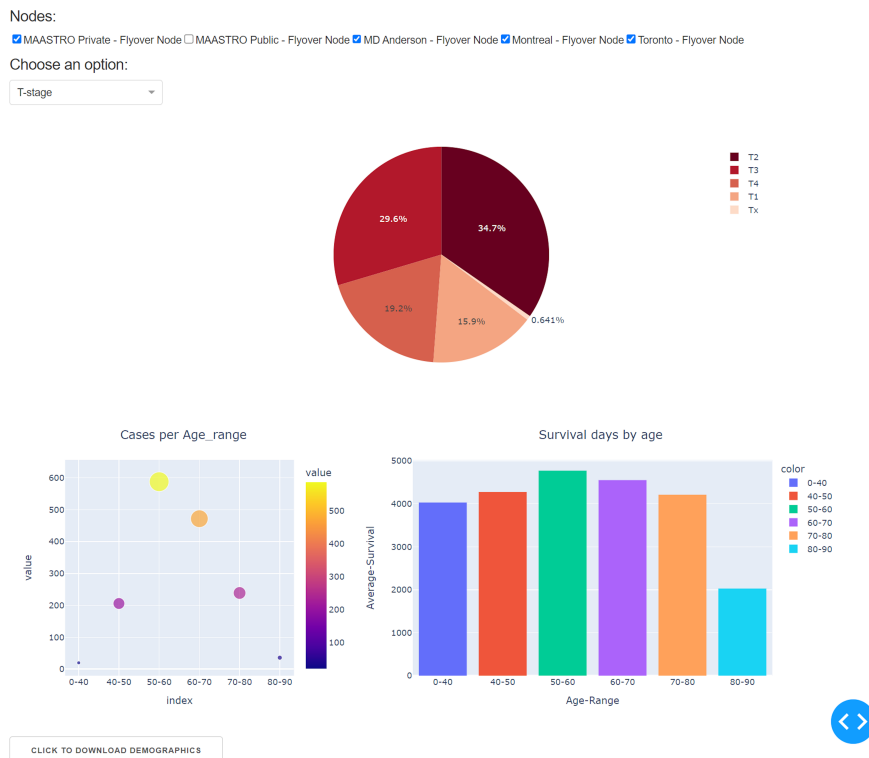 Nodes:
MAASTRO Private - Flyover Node MAASTRO Public - Flyover Node MD Anderson - Flyover Node Montreal - Flyover Node Toronto - Flyover Node
Choose an option:
T-stage
T2
T3
T4
T1
Tx
29.6%
34.7%
19.2%
15.9%
0.641%
Cases per Age_range
value
600
500
400
300
200
100
0
0-40 40-50 50-60 60-70 70-80 80-90
index
value
500
400
300
200
100
Survival days by age
Average-Survival
5000
4000
3000
2000
1000
0
0-40 40-50 50-60 60-70 70-80 80-90
Age-Range
color
0-40
40-50
50-60
60-70
70-80
80-90
CLICK TO DOWNLOAD DEMOGRAPHICS